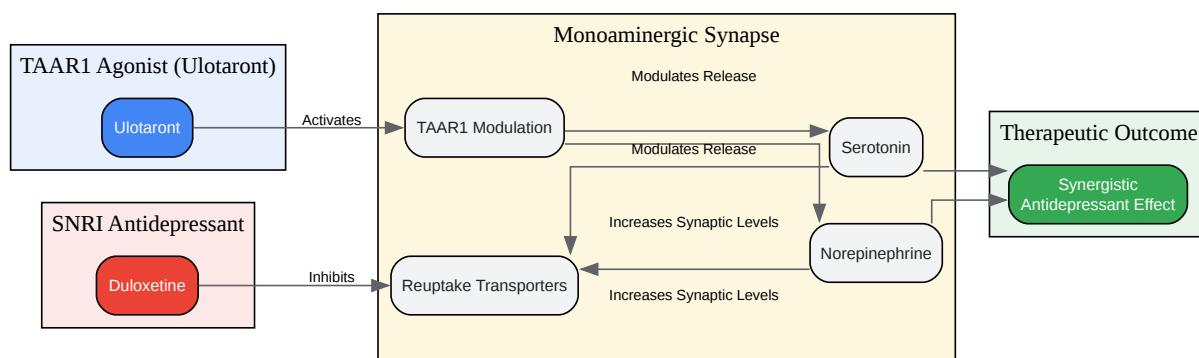 Monoaminergic Synapse
TAAR1 Agonist (Ulotaront)
Ulotaront
Activates
TAAR1 Modulation
Modulates Release
Modulates Release
Serotonin
SNRI Antidepressant
Duloxetine
Inhibits
Reuptake Transporters
Increases Synaptic Levels
Increases Synaptic Levels
Norepinephrine
Therapeutic Outcome
Synergistic
Antidepressant Effect